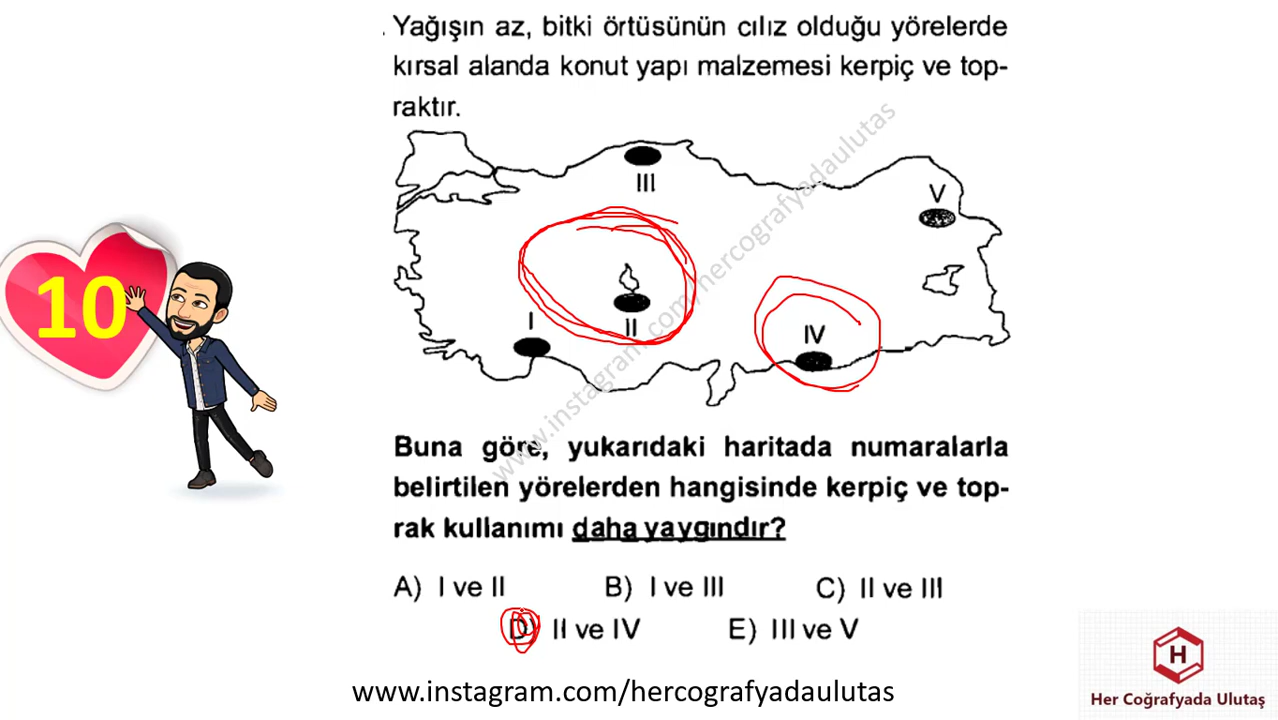 . Yağışın az, bitki örtüsünün cılız olduğu yörelerde
kırsal alanda konut yapı malzemesi kerpiç ve top-
raktır.
III
V
II
I
IV
www.instagram.com/hercografyadaulutas
10
Buna göre, yukarıdaki haritada numaralarla
belirtilen yörelerden hangisinde kerpiç ve top-
rak kullanımı daha yaygındır?
A) I ve II B) I ve III C) II ve III
D) II ve IV E) III ve V
H
Her Coğrafyada Ulutaş
www.instagram.com/hercografyadaulutas